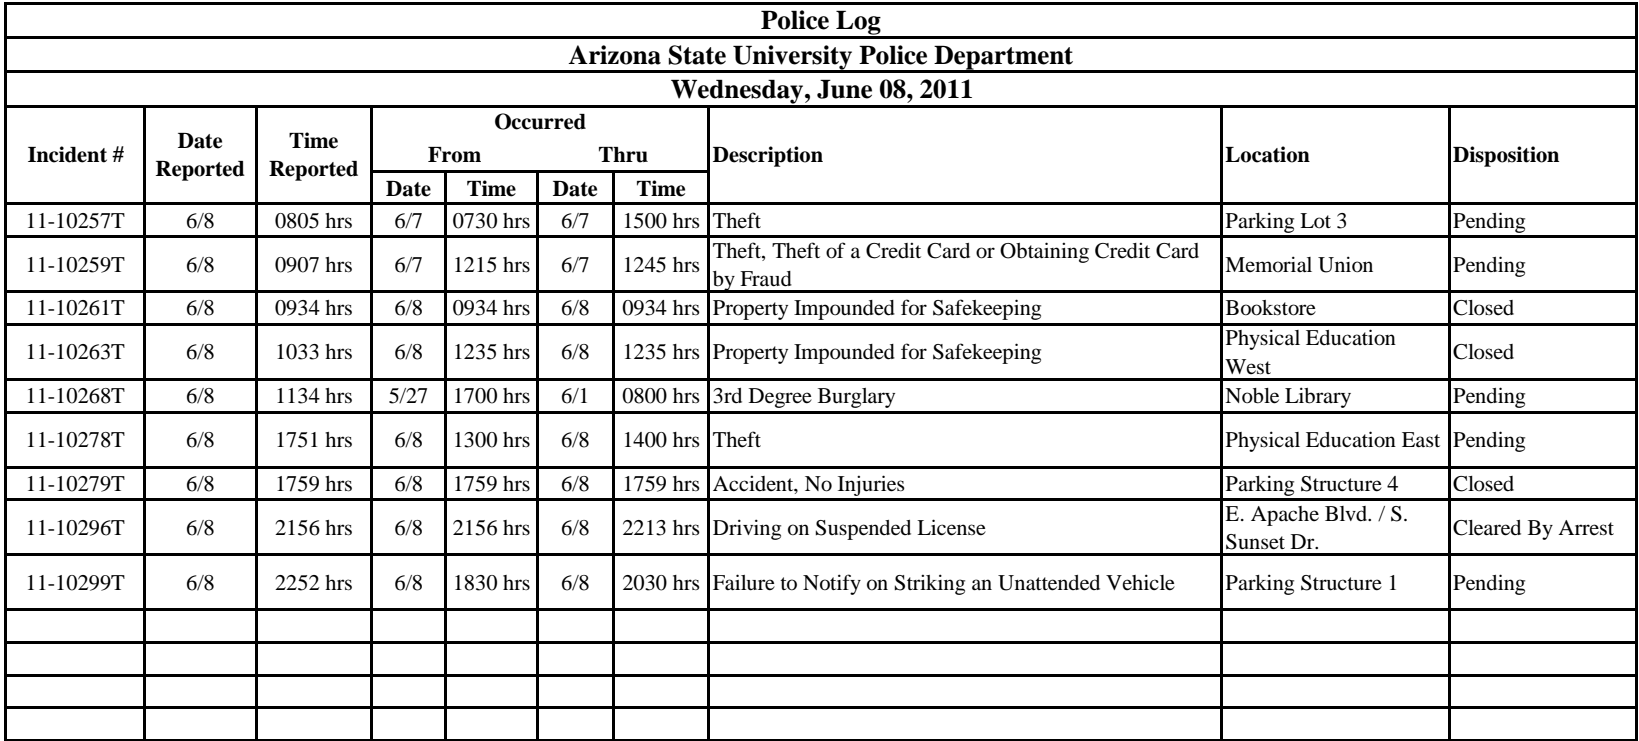 Police Log
Arizona State University Police Department
Wednesday, June 08, 2011
Incident # Date Reported Time Reported Occurred From Thru Description Location Disposition
Date Time Date Time
11-10257T 6/8 0805 hrs 6/7 0730 hrs 6/7 1500 hrs Theft Parking Lot 3 Pending
11-10259T 6/8 0907 hrs 6/7 1215 hrs 6/7 1245 hrs Theft, Theft of a Credit Card or Obtaining Credit Card by Fraud Memorial Union Pending
11-10261T 6/8 0934 hrs 6/8 0934 hrs 6/8 0934 hrs Property Impounded for Safekeeping Bookstore Closed
11-10263T 6/8 1033 hrs 6/8 1235 hrs 6/8 1235 hrs Property Impounded for Safekeeping Physical Education West Closed
11-10268T 6/8 1134 hrs 5/27 1700 hrs 6/1 0800 hrs 3rd Degree Burglary Noble Library Pending
11-10278T 6/8 1751 hrs 6/8 1300 hrs 6/8 1400 hrs Theft Physical Education East Pending
11-10279T 6/8 1759 hrs 6/8 1759 hrs 6/8 1759 hrs Accident, No Injuries Parking Structure 4 Closed
11-10296T 6/8 2156 hrs 6/8 2156 hrs 6/8 2213 hrs Driving on Suspended License E. Apache Blvd. / S. Sunset Dr. Cleared By Arrest
11-10299T 6/8 2252 hrs 6/8 1830 hrs 6/8 2030 hrs Failure to Notify on Striking an Unattended Vehicle Parking Structure 1 Pending